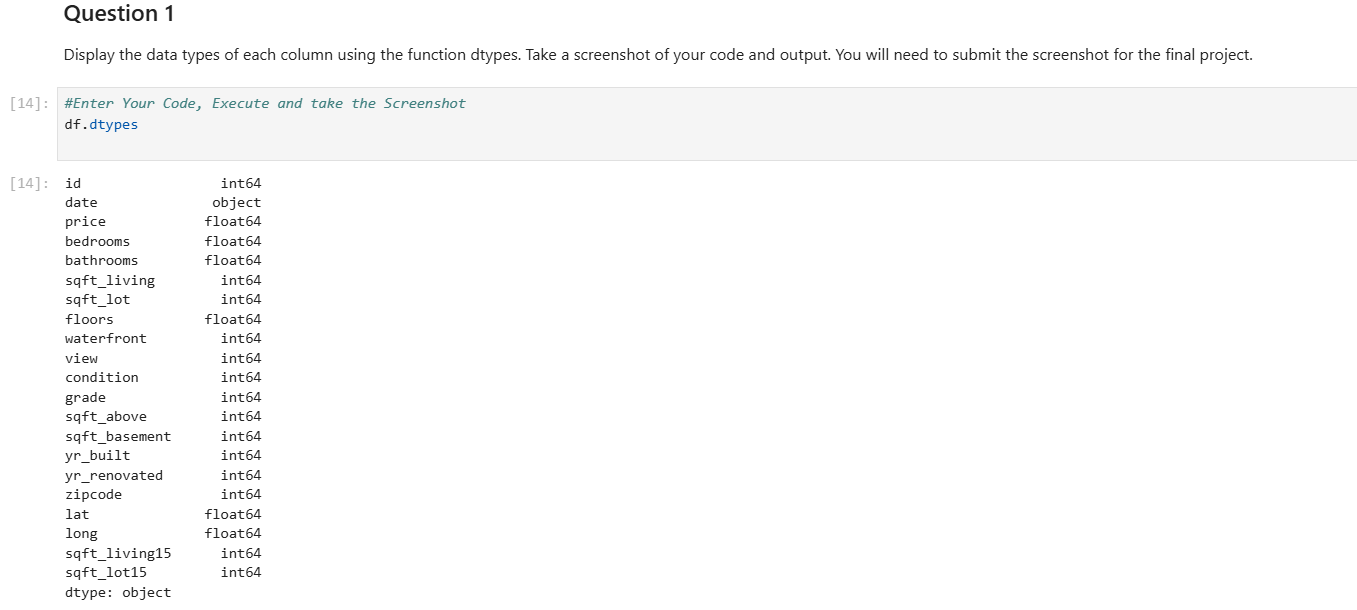 Question 1
Display the data types of each column using the function dtypes. Take a screenshot of your code and output. You will need to submit the screenshot for the final project.
[14]: #Enter Your Code, Execute and take the Screenshot
df.dtypes
[14]: id int64
date object
price float64
bedrooms float64
bathrooms float64
sqft_living int64
sqft_lot int64
floors float64
waterfront int64
view int64
condition int64
grade int64
sqft_above int64
sqft_basement int64
yr_built int64
yr_renovated int64
zipcode int64
lat float64
long float64
sqft_living15 int64
sqft_lot15 int64
dtype: object